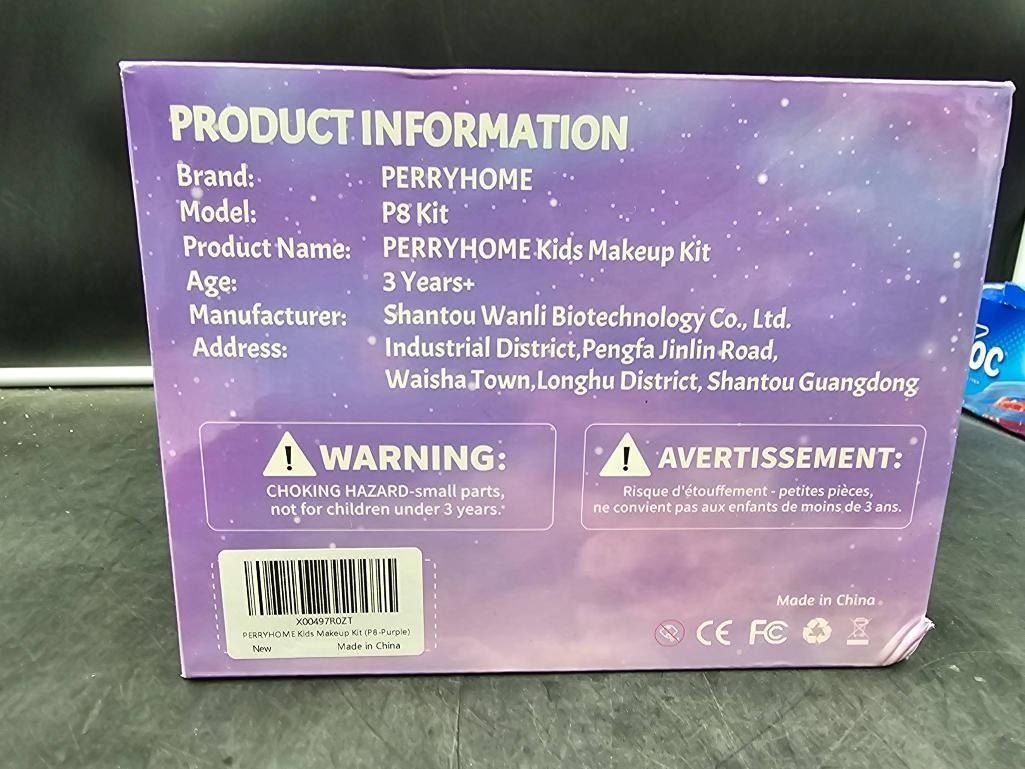 PRODUCT INFORMATION
Brand: PERRYHOME
Model: P8 Kit
Product Name: PERRYHOME Kids Makeup Kit
Age: 3 Years+
Manufacturer: Shantou Wanli Biotechnology Co., Ltd.
Address: Industrial District,Pengfa Jinlin Road,
Waisha Town,Longhu District, Shantou Guangdong
! WARNING:
CHOKING HAZARD-small parts,
not for children under 3 years.
! AVERTISSEMENT:
Risque d'étouffement - petites pièces,
ne convient pas aux enfants de moins de 3 ans.
X00497R0ZT
PERRYHOME Kids Makeup Kit (P8-Purple)
New Made in China
Made in China
CE FC
OC